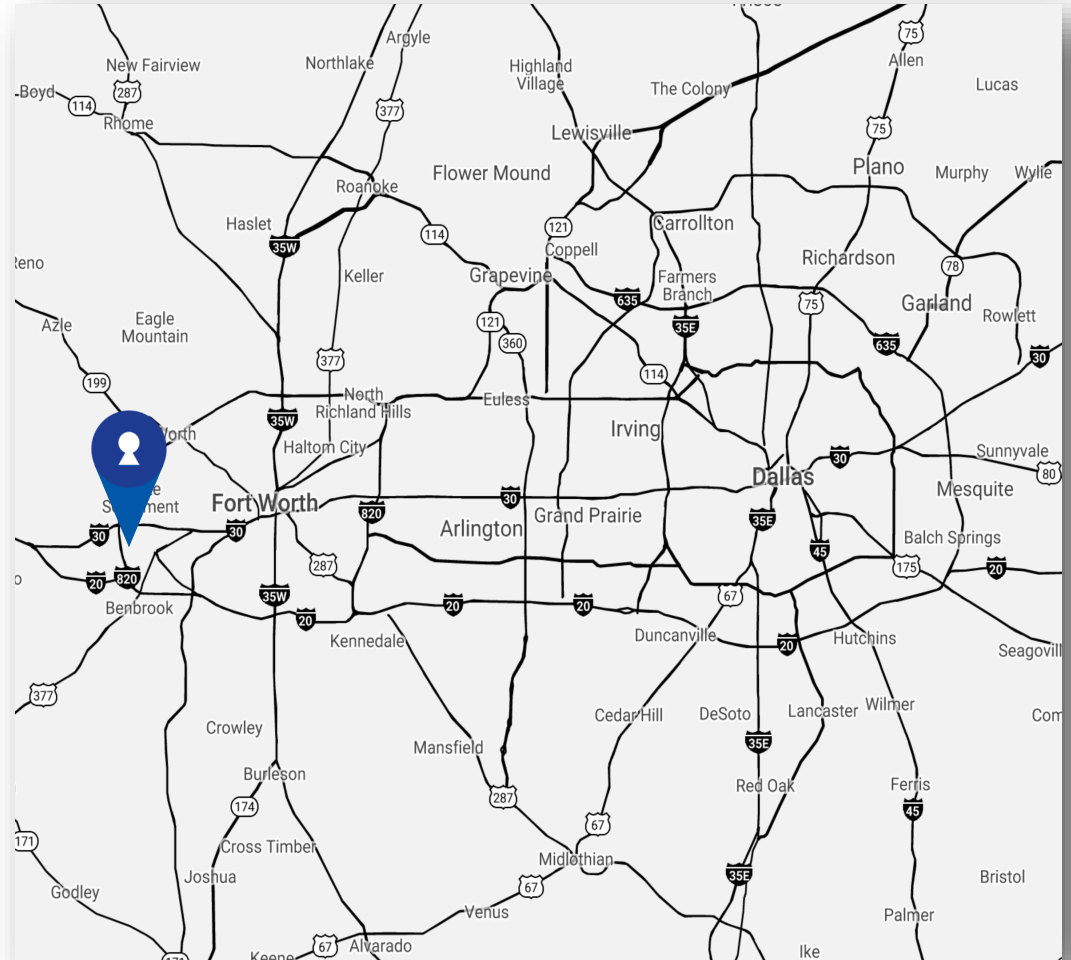 Argyle
75
New Fairview
Northlake
Highland
Village
Allen
Boyd
287
The Colony
Lucas
114
377
Rhome
75
Lewisville
Plano
Flower Mound
Murphy
Wylie
Roanoke
Haslet
121
Carrollton
35W
114
Coppell
Richardson
78
Keller
Grapevine
Farmers
Branch
635
75
Garland
Azle
Eagle
Mountain
121
35E
Rowlett
360
635
377
30
199
114
North
Richland Hills
Euless
35W
Irving
Haltom City
30
Sunnyvale
80
Dallas
Mesquite
Fort Worth
30
820
Grand Prairie
35E
Arlington
30
30
Balch Springs
45
287
175
20
20
820
35W
67
Benbrook
20
20
20
Kennedale
Duncanville
Hutchins
20
377
Cedar Hill
DeSoto
Lancaster
Wilmer
Crowley
Mansfield
35E
Burleson
Red Oak
Ferris
287
174
45
67
171
Cross Timber
Midlothian
Joshua
35E
Bristol
Godley
67
Venus
Palmer
67
Alvarado
Ike
Keene